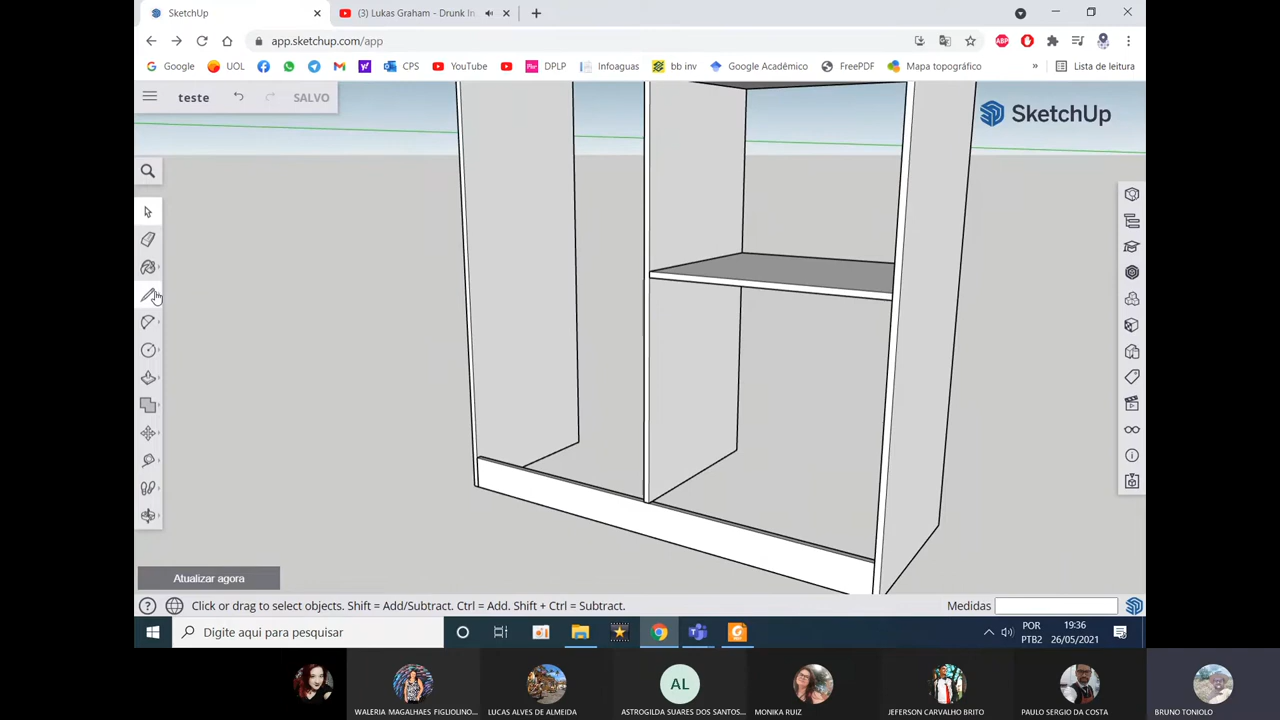 SketchUp
(3) Lukas Graham - Drunk In
app.sketchup.com/app
ABP
Google
UOL
CPS
YouTube
DPLP
Infoaguas
bb inv
Google Acadêmico
FreePDF
Mapa topográfico
»
Lista de leitura
teste
SALVO
SketchUp
Atualizar agora
Click or drag to select objects. Shift = Add/Subtract. Ctrl = Add. Shift + Ctrl = Subtract.
Medidas
Digite aqui para pesquisar
POR
PTB2
19:36
26/05/2021
AL
WALERIA MAGALHAES FIGLIOLINO...
LUCAS ALVES DE ALMEIDA
ASTROGILDA SUARES DOS SANTOS...
MONIKA RUIZ
JEFERSON CARVALHO BRITO
PAULO SERGIO DA COSTA
BRUNO TONIOLO